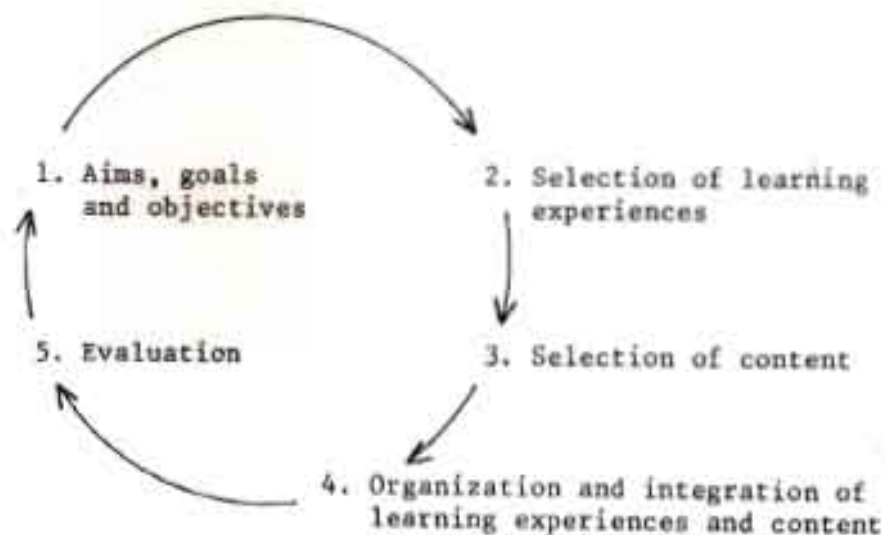 1. Aims, goals
and objectives
2. Selection of learning
experiences
3. Selection of content
4. Organization and integration of
learning experiences and content
5. Evaluation